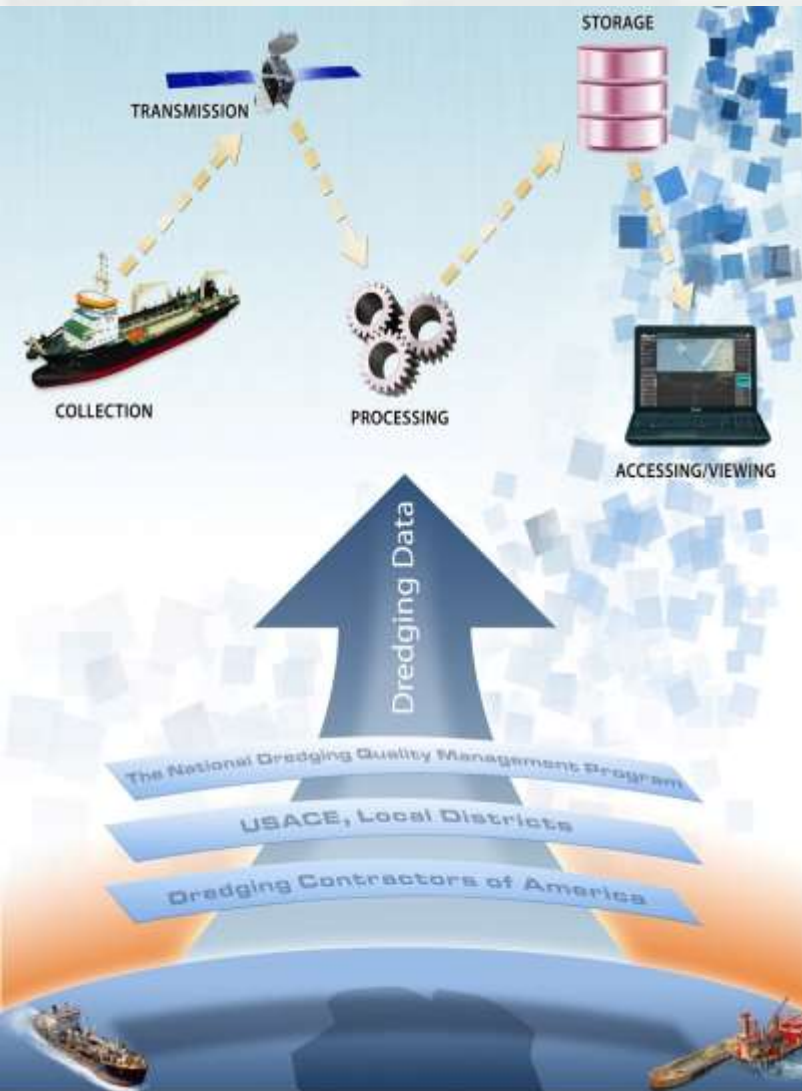 STORAGE
TRANSMISSION
COLLECTION
PROCESSING
ACCESSING/VIEWING
Dredging Data
The National Dredging Quality Management Program
USACE, Local Districts
Dredging Contractors of America